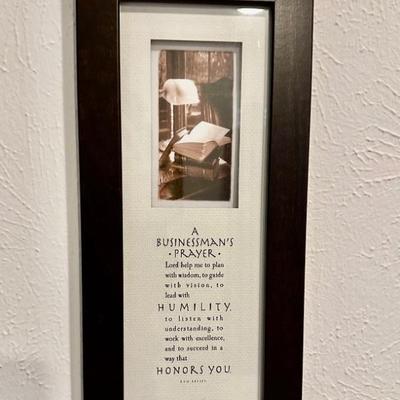 A
BUSINESSMAN'S
• PRAYER •
Lord help me to plan
with wisdom, to guide
with vision, to
lead with
HUMILITY,
to listen with
understanding, to
work with excellence,
and to succeed in a
way that
HONORS YOU.